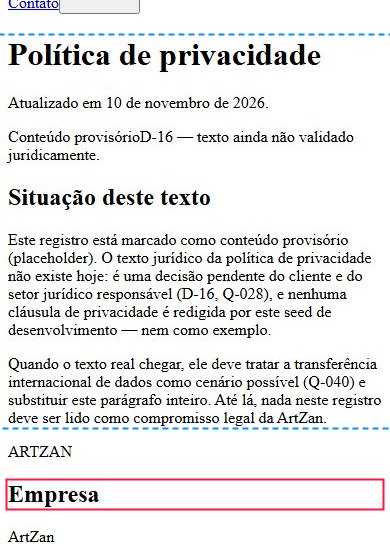 Contato
Política de privacidade
Atualizado em 10 de novembro de 2026.
Conteúdo provisórioD-16 — texto ainda não validado
juridicamente.
Situação deste texto
Este registro está marcado como conteúdo provisório
(placeholder). O texto jurídico da política de privacidade
não existe hoje: é uma decisão pendente do cliente e do
setor jurídico responsável (D-16, Q-028), e nenhuma
cláusula de privacidade é redigida por este seed de
desenvolvimento — nem como exemplo.
Quando o texto real chegar, ele deve tratar a transferência
internacional de dados como cenário possível (Q-040) e
substituir este parágrafo inteiro. Até lá, nada neste registro
deve ser lido como compromisso legal da ArtZan.
ARTZAN
Empresa
ArtZan